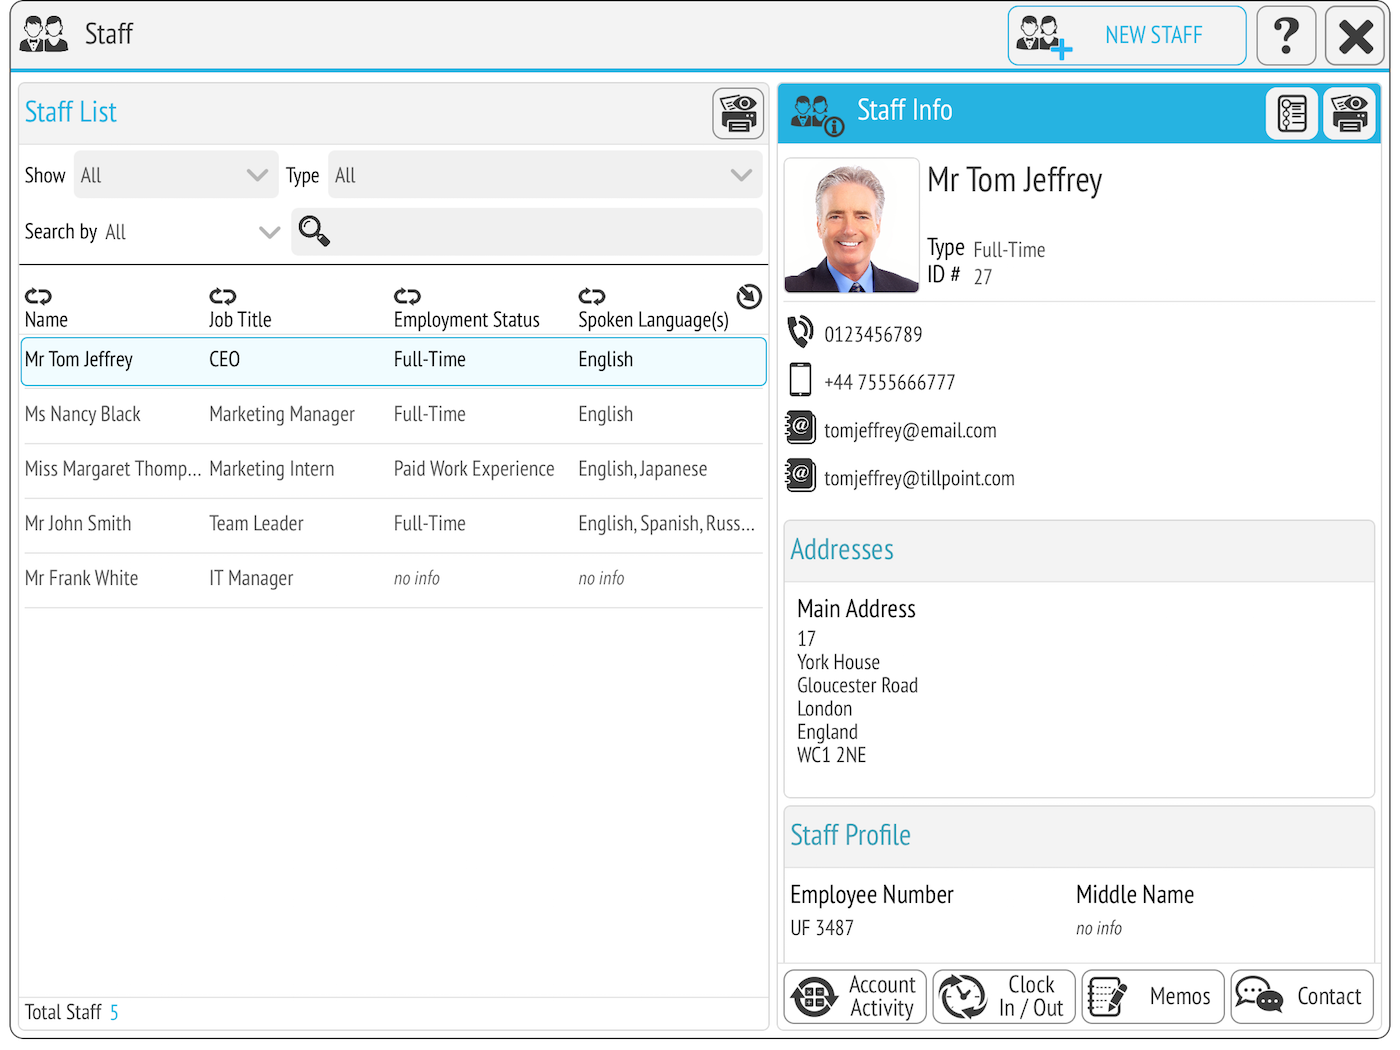 Staff
NEW STAFF
?
Staff List
Show All Type All
Search by All
Name Job Title Employment Status Spoken Language(s)
Mr Tom Jeffrey CEO Full-Time English
Ms Nancy Black Marketing Manager Full-Time English
Miss Margaret Thomp... Marketing Intern Paid Work Experience English, Japanese
Mr John Smith Team Leader Full-Time English, Spanish, Russ...
Mr Frank White IT Manager no info no info
Total Staff 5
Staff Info
Mr Tom Jeffrey
Type Full-Time
ID # 27
0123456789
+44 7555666777
@ tomjeffrey@email.com
@ tomjeffrey@tillpoint.com
Addresses
Main Address
17
York House
Gloucester Road
London
England
WC1 2NE
Staff Profile
Employee Number Middle Name
UF 3487 no info
Account
Activity
Clock
In / Out
Memos
Contact